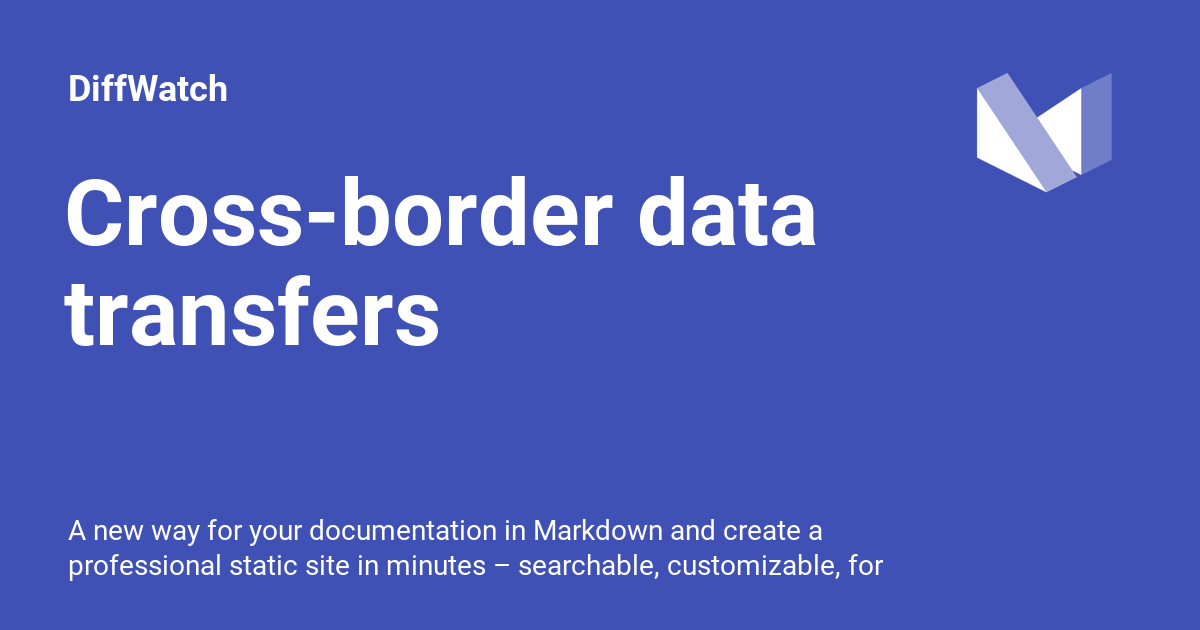 DiffWatch
Cross-border data
transfers
A new way for your documentation in Markdown and create a
professional static site in minutes – searchable, customizable, for